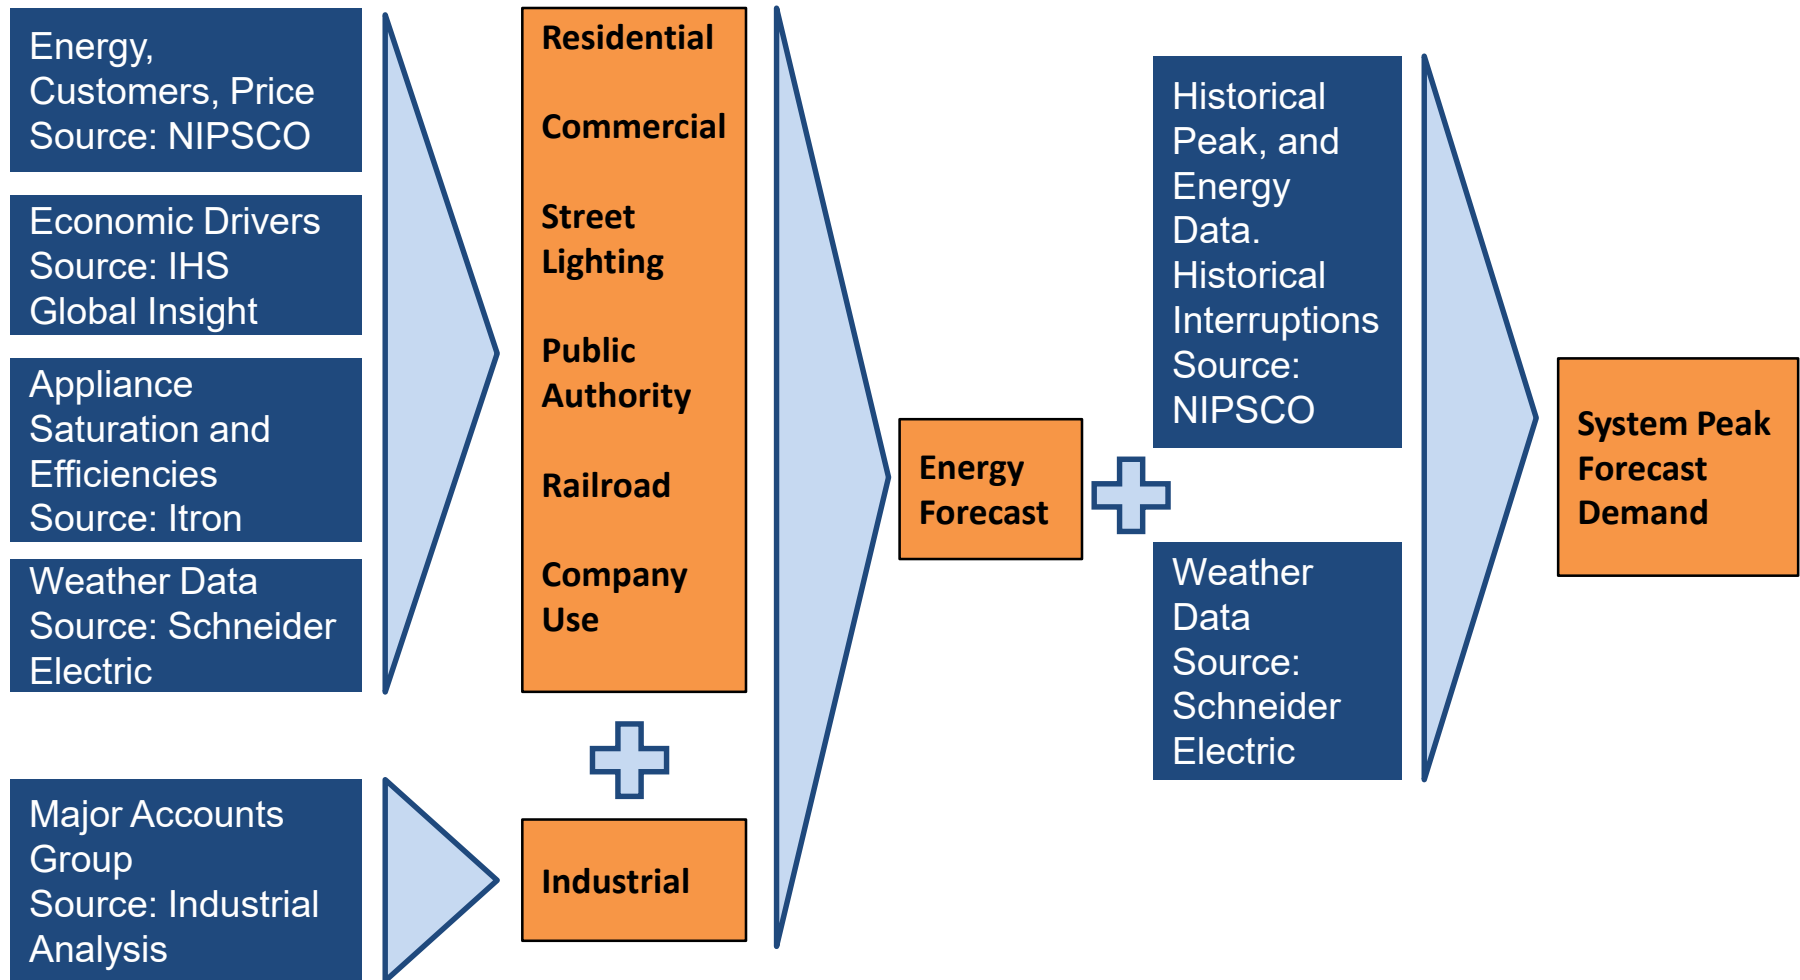 Energy,
Customers, Price
Source: NIPSCO
Economic Drivers
Source: IHS
Global Insight
Appliance
Saturation and
Efficiencies
Source: Itron
Weather Data
Source: Schneider
Electric
Major Accounts
Group
Source: Industrial
Analysis
Residential
Commercial
Street
Lighting
Public
Authority
Railroad
Company
Use
Industrial
Energy
Forecast
Historical
Peak, and
Energy
Data.
Historical
Interruptions
Source:
NIPSCO
Weather
Data
Source:
Schneider
Electric
System Peak
Forecast
Demand